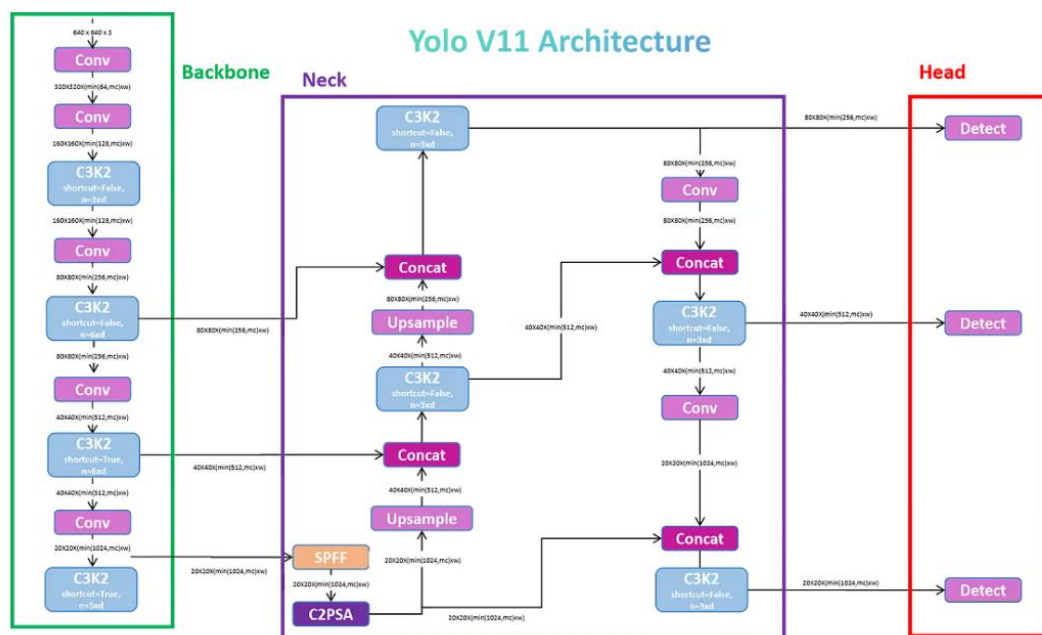 Yolo V11 Architecture
Backbone
640 x 640 x 3
Conv
320X320X(min(64,mc)xw)
Conv
160X160X(min(128,mc)xw)
C3K2
shortcut=False,
n=3xd
160X160X(min(128,mc)xw)
Conv
80X80X(min(256,mc)xw)
C3K2
shortcut=False,
n=6xd
80X80X(min(256,mc)xw)
80X80X(min(256,mc)xw)
Conv
40X40X(min(512,mc)xw)
C3K2
shortcut=True,
n=6xd
40X40X(min(512,mc)xw)
40X40X(min(512,mc)xw)
Conv
20X20X(min(1024,mc)xw)
20X20X(min(1024,mc)xw)
C3K2
shortcut=True,
n=3xd
Neck
C3K2
shortcut=False,
n=3xd
Concat
80X80X(min(256,mc)xw)
Upsample
40X40X(min(512,mc)xw)
C3K2
shortcut=False,
n=3xd
Concat
40X40X(min(512,mc)xw)
Upsample
20X20X(min(1024,mc)xw)
SPFF
20X20X(min(1024,mc)xw)
C2PSA
20X20X(min(1024,mc)xw)
40X40X(min(512,mc)xw)
80X80X(min(256,mc)xw)
Conv
80X80X(min(256,mc)xw)
Concat
C3K2
shortcut=False,
n=3xd
40X40X(min(512,mc)xw)
Conv
20X20X(min(1024,mc)xw)
Concat
C3K2
shortcut=False,
n=3xd
Head
80X80X(min(256,mc)xw)
Detect
40X40X(min(512,mc)xw)
Detect
20X20X(min(1024,mc)xw)
Detect